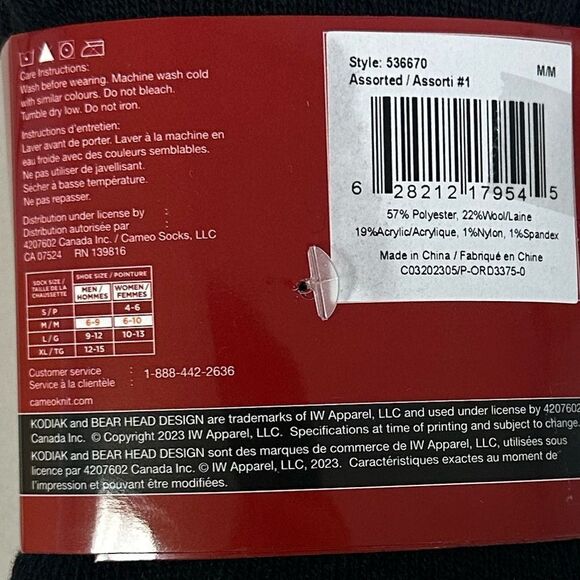 Care Instructions:
Wash before wearing. Machine wash cold
with similar colours. Do not bleach.
Tumble dry low. Do not iron.
Instructions d'entretien:
Laver avant de porter. Laver à la machine en
eau froide avec des couleurs semblables.
Ne pas utiliser de javellisant.
Sécher à basse température.
Ne pas repasser.
Distribution under license by :
Distribution autorisée par :
4207602 Canada Inc. / Cameo Socks, LLC
CA 07524 RN 139816
SOCK SIZE / TAILLE DE LA CHAUSSETTE
SHOE SIZE / POINTURE
MEN / HOMMES WOMEN / FEMMES
S/P 4-6
M/M 6-9 6-10
L/G 9-12 10-13
XL/TG 12-15
Customer service : 1-888-442-2636
Service à la clientèle :
cameoknit.com
Style: 536670
Assorted / Assorti #1 M/M
6 28212 17954 5
57% Polyester, 22%Wool/Laine
19%Acrylic/Acrylique, 1%Nylon, 1%Spandex
Made in China / Fabriqué en Chine
C03202305/P-ORD3375-0
KODIAK and BEAR HEAD DESIGN are trademarks of IW Apparel, LLC and used under license by 4207602
Canada Inc. © Copyright 2023 IW Apparel, LLC. Specifications at time of printing and subject to change.
KODIAK and BEAR HEAD DESIGN sont des marques de commerce de IW Apparel, LLC, utilisées sous
licence par 4207602 Canada Inc. © IW Apparel, LLC, 2023. Caractéristiques exactes au moment de
l'impression et pouvant être modifiées.